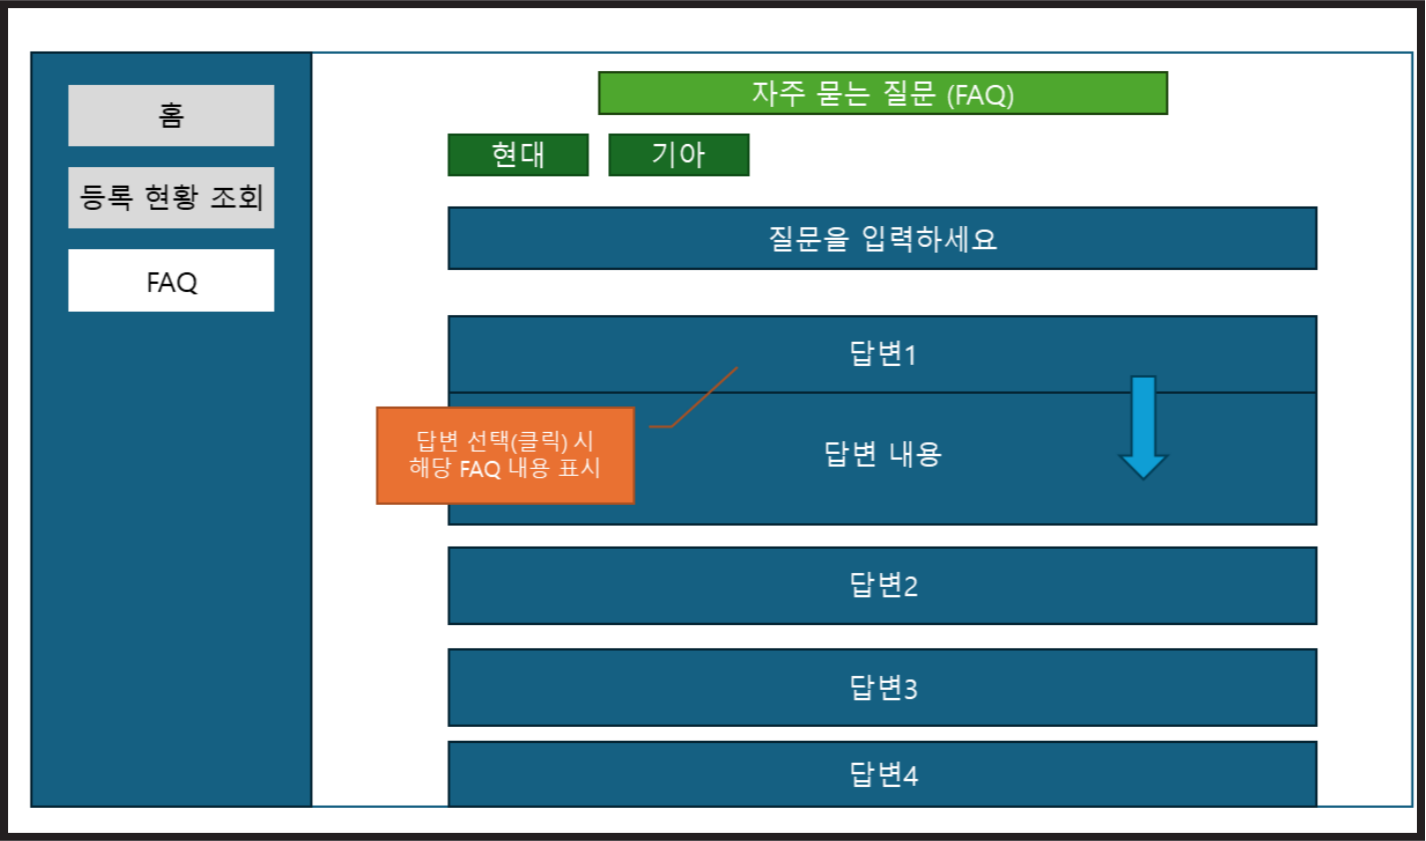 홈
등록 현황 조회
FAQ
자주 묻는 질문 (FAQ)
현대
기아
질문을 입력하세요
답변1
답변 내용
답변 선택(클릭) 시
해당 FAQ 내용 표시
답변2
답변3
답변4